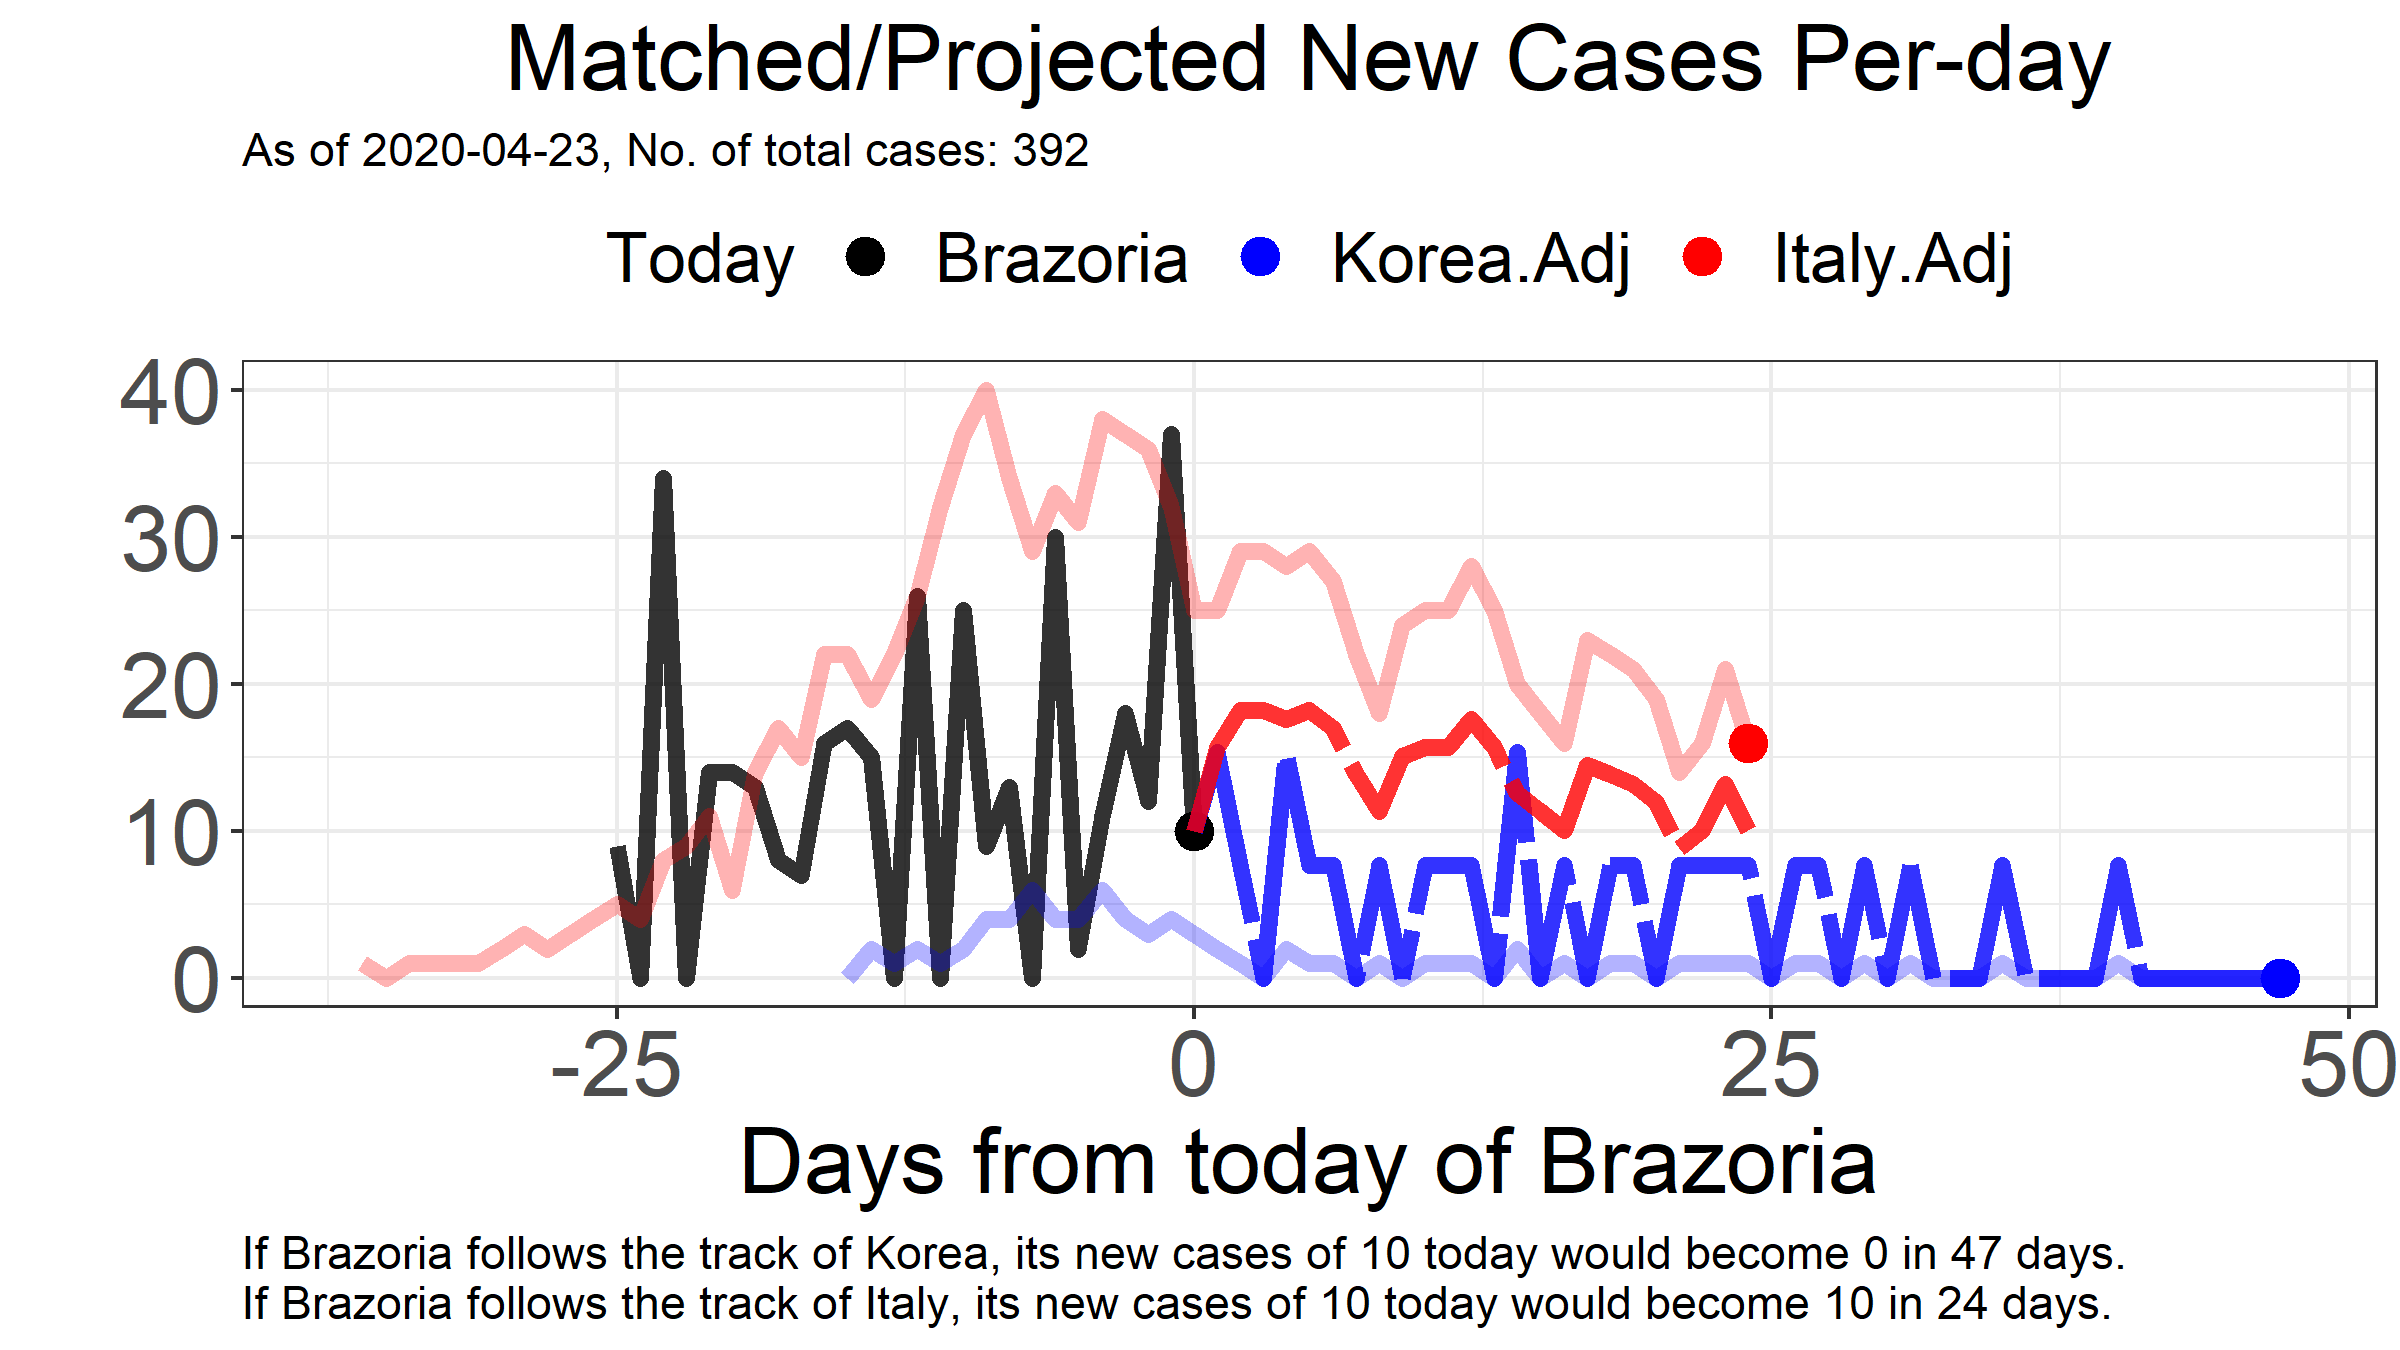 Matched/Projected New Cases Per-day
As of 2020-04-23, No. of total cases: 392
Today Brazoria Korea.Adj Italy.Adj
40
30
20
10
0
-25 0 25 50
Days from today of Brazoria
If Brazoria follows the track of Korea, its new cases of 10 today would become 0 in 47 days.
If Brazoria follows the track of Italy, its new cases of 10 today would become 10 in 24 days.